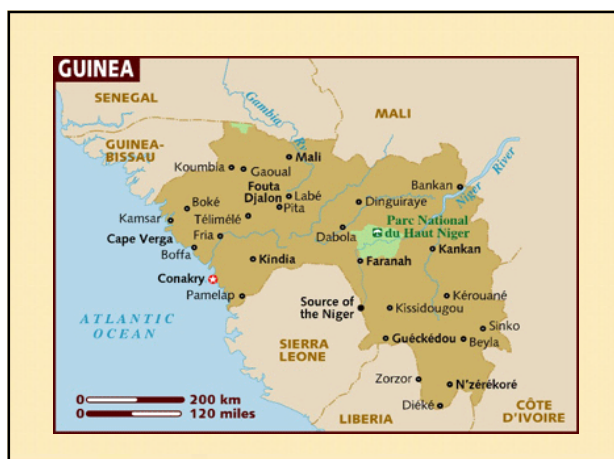 GUINEA
SENEGAL
Gambia
Ry.
MALI
GUINEA-
BISSAU
Mali
Koumbia
Gaoual
Fouta
Djalon
Labé
Pita
Bankan
Niger
River
Boké
Dinguiraye
Kamsar
Télimélé
Parc National
du Haut Niger
Fria
Dabola
Cape Verga
Boffa
Kindia
Kankan
Faranah
Conakry
Pamelap
Source of
the Niger
Kérouané
Kissidougou
ATLANTIC
OCEAN
SIERRA
LEONE
Sinko
Guéckédou
Beyla
Zorzor
N'zérékoré
0 200 km
0 120 miles
Diéké
LIBERIA
CÔTE
D'IVOIRE